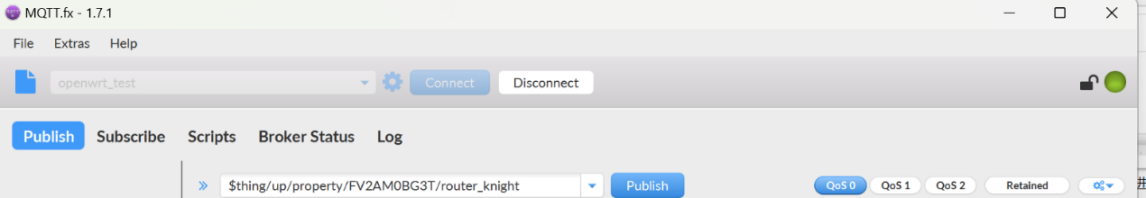 MQTT.fx - 1.7.1
File Extras Help
openwrt_test Connect Disconnect
Publish Subscribe Scripts Broker Status Log
$thing/up/property/FV2AM0BG3T/router_knight Publish QoS 0 QoS 1 QoS 2 Retained